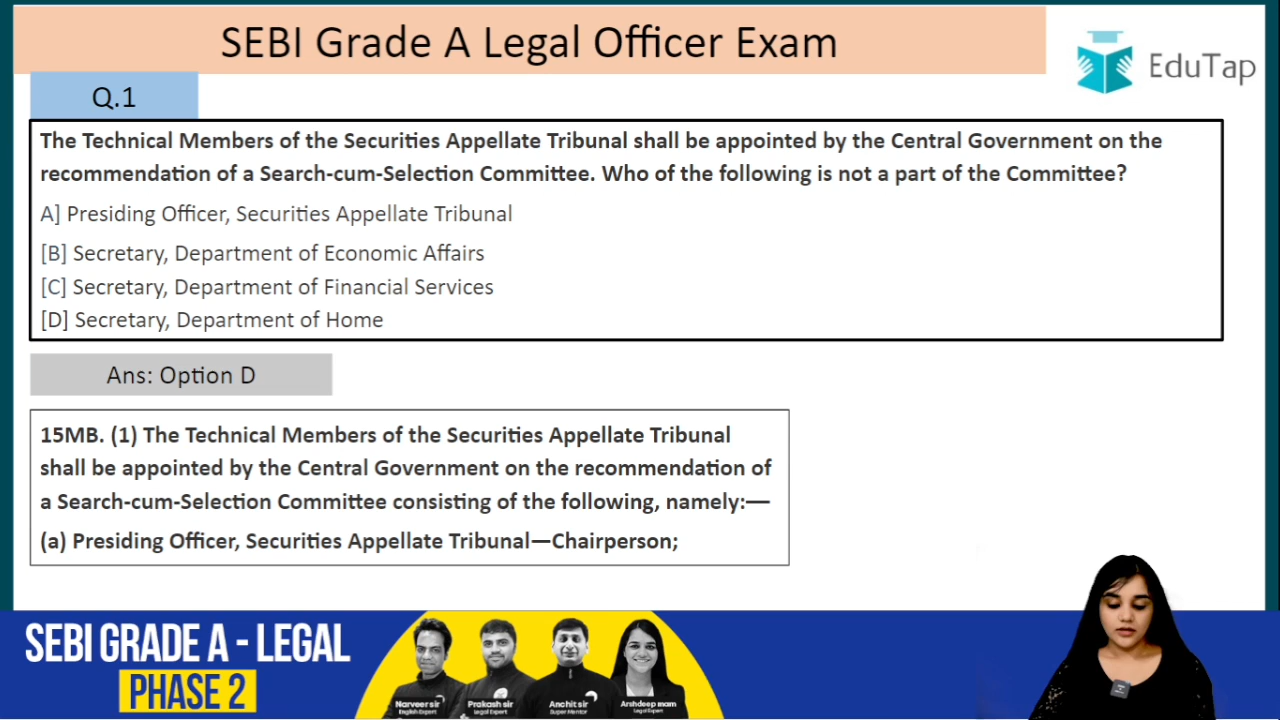 SEBI Grade A Legal Officer Exam
EduTap
Q.1
The Technical Members of the Securities Appellate Tribunal shall be appointed by the Central Government on the
recommendation of a Search-cum-Selection Committee. Who of the following is not a part of the Committee?
A] Presiding Officer, Securities Appellate Tribunal
[B] Secretary, Department of Economic Affairs
[C] Secretary, Department of Financial Services
[D] Secretary, Department of Home
Ans: Option D
15MB. (1) The Technical Members of the Securities Appellate Tribunal
shall be appointed by the Central Government on the recommendation of
a Search-cum-Selection Committee consisting of the following, namely:—
(a) Presiding Officer, Securities Appellate Tribunal—Chairperson;
SEBI GRADE A - LEGAL
PHASE 2
Narveer sir
English Expert
Prakash sir
Legal Expert
Anchit sir
Super Mentor
Arshdeep mam
Legal Expert